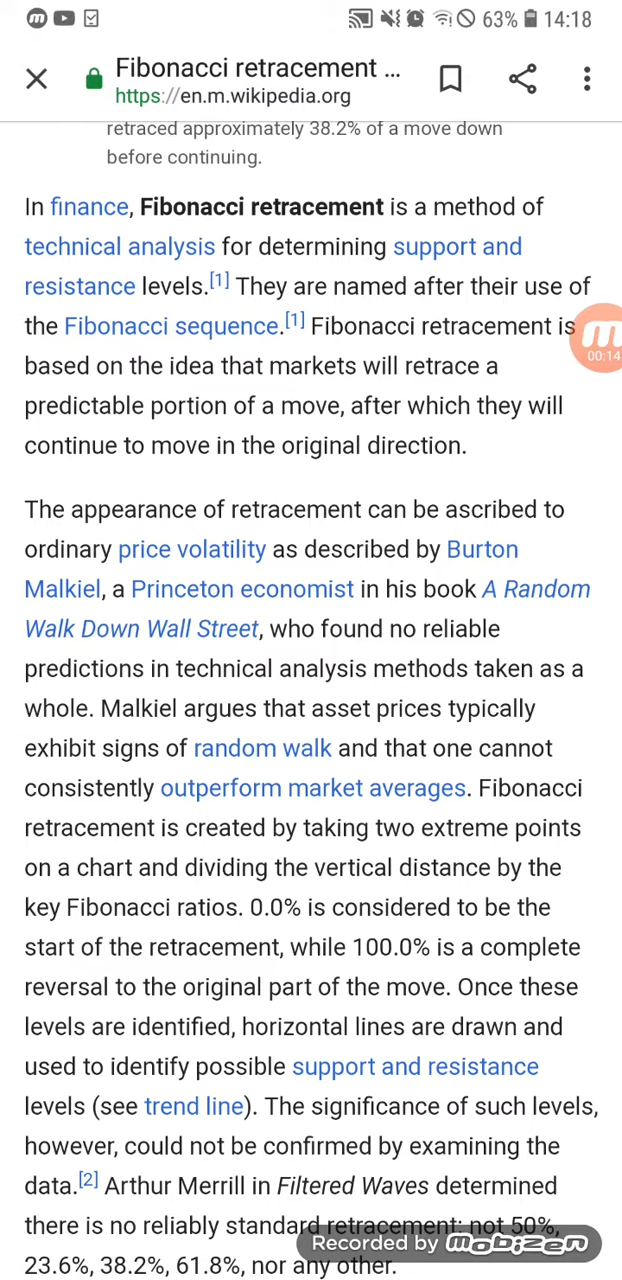 63% 14:18
Fibonacci retracement ...
https://en.m.wikipedia.org
retraced approximately 38.2% of a move down
before continuing.
In finance, Fibonacci retracement is a method of
technical analysis for determining support and
resistance levels.[1] They are named after their use of
the Fibonacci sequence.[1] Fibonacci retracement is
00:14
based on the idea that markets will retrace a
predictable portion of a move, after which they will
continue to move in the original direction.
The appearance of retracement can be ascribed to
ordinary price volatility as described by Burton
Malkiel, a Princeton economist in his book A Random
Walk Down Wall Street, who found no reliable
predictions in technical analysis methods taken as a
whole. Malkiel argues that asset prices typically
exhibit signs of random walk and that one cannot
consistently outperform market averages. Fibonacci
retracement is created by taking two extreme points
on a chart and dividing the vertical distance by the
key Fibonacci ratios. 0.0% is considered to be the
start of the retracement, while 100.0% is a complete
reversal to the original part of the move. Once these
levels are identified, horizontal lines are drawn and
used to identify possible support and resistance
levels (see trend line). The significance of such levels,
however, could not be confirmed by examining the
data.[2] Arthur Merrill in Filtered Waves determined
there is no reliably standard retracement: not 50%,
Recorded by mobizen
23.6%, 38.2%, 61.8%, nor any other.